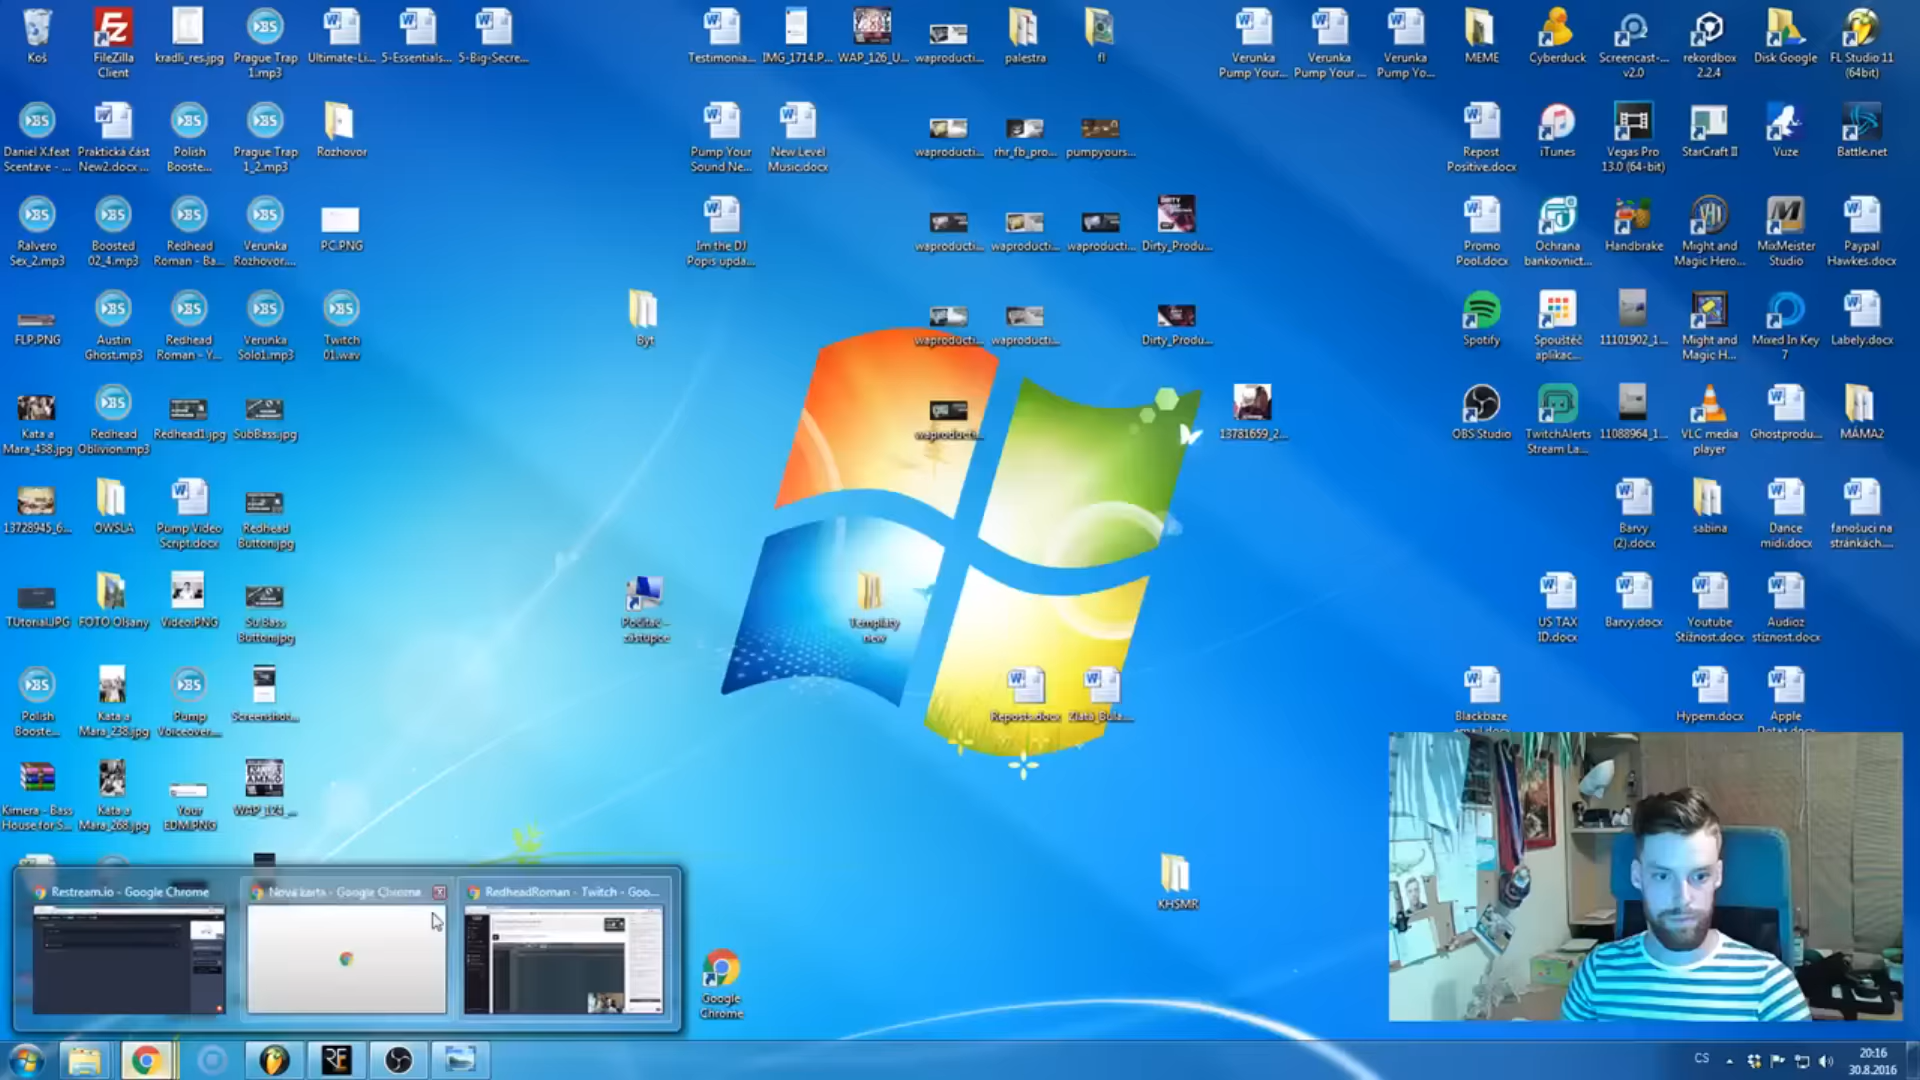 Koš
FileZilla Client
kradli_res.jpg
Prague Trap 1.mp3
Ultimate-Li...
5-Essentials...
5-Big-Secre...
Testimonia...
IMG_1714.P...
WAP_126_U...
waproducti...
palestra
fl
Verunka Pump Your...
Verunka Pump Your ...
Verunka Pump Yo...
MEME
Cyberduck
Screencast-... v2.0
rekordbox 2.2.4
Disk Google
FL Studio 11 (64bit)
Daniel X.feat Scentave - ...
Praktická část New2.docx ...
Polish Booste...
Prague Trap 1_2.mp3
Rozhovor
Pump Your Sound Ne...
New Level Music.docx
waproducti...
rhr_fb_pro...
pumpyours...
Repost Positive.docx
iTunes
Vegas Pro 13.0 (64-bit)
StarCraft II
Vuze
Battle.net
Ralvero Sex_2.mp3
Boosted 02_4.mp3
Redhead Roman - Ba...
Verunka Rozhovor....
PC.PNG
Im the DJ Popis upda...
waproducti...
waproducti...
waproducti...
Dirty_Produ...
Promo Pool.docx
Ochrana bankovnict...
Handbrake
Might and Magic Hero...
MixMeister Studio
Paypal Hawkes.docx
FLP.PNG
Austin Ghost.mp3
Redhead Roman - Y...
Verunka Solo1.mp3
Twitch 01.wav
Byt
waproducti...
waproducti...
Dirty_Produ...
Spotify
Spouštěč aplikac...
11101902_1...
Might and Magic H...
Mixed In Key 7
Labely.docx
Kata a Mara_438.jpg
Redhead Oblivion.mp3
Redhead1.jpg
SubBass.jpg
waproducti...
13781659_2...
OBS Studio
TwitchAlerts Stream La...
11088964_1...
VLC media player
Ghostprodu...
MÁMA2
13728945_6...
OWSLA
Pump Video Script.docx
Redhead Button.jpg
Barvy (2).docx
sabina
Dance midi.docx
fanoušci na stránkách....
TUtorial.JPG
FOTO Olšany
Video.PNG
Su Bass Button.jpg
Počítač - zástupce
Templaty new
US TAX ID.docx
Barvy.docx
Youtube Stížnost.docx
Audioz stiznost.docx
Polish Booste...
Kata a Mara_238.jpg
Pump Voiceover...
Screenshot...
Reposts.docx
Zlatá_Bula...
Blackbaze
Hypem.docx
Apple
Kimera - Bass House for S...
Kata a Mara_268.jpg
Your EDM.PNG
WAP_124_...
KHSMR
Restream.io - Google Chrome
Nová karta - Google Chrome
RedheadRoman - Twitch - Goo...
Google Chrome
CS
20:16
30.8.2016